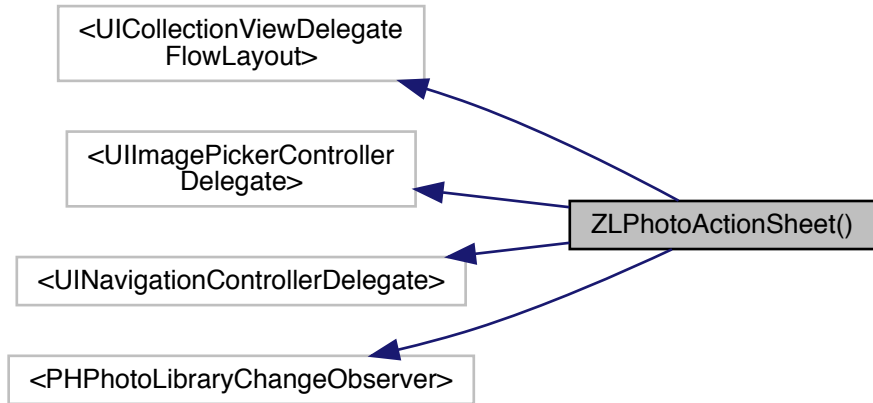 <UICollectionViewDelegate
FlowLayout>
<UIImagePickerController
Delegate>
ZLPhotoActionSheet()
<UINavigationControllerDelegate>
<PHPhotoLibraryChangeObserver>